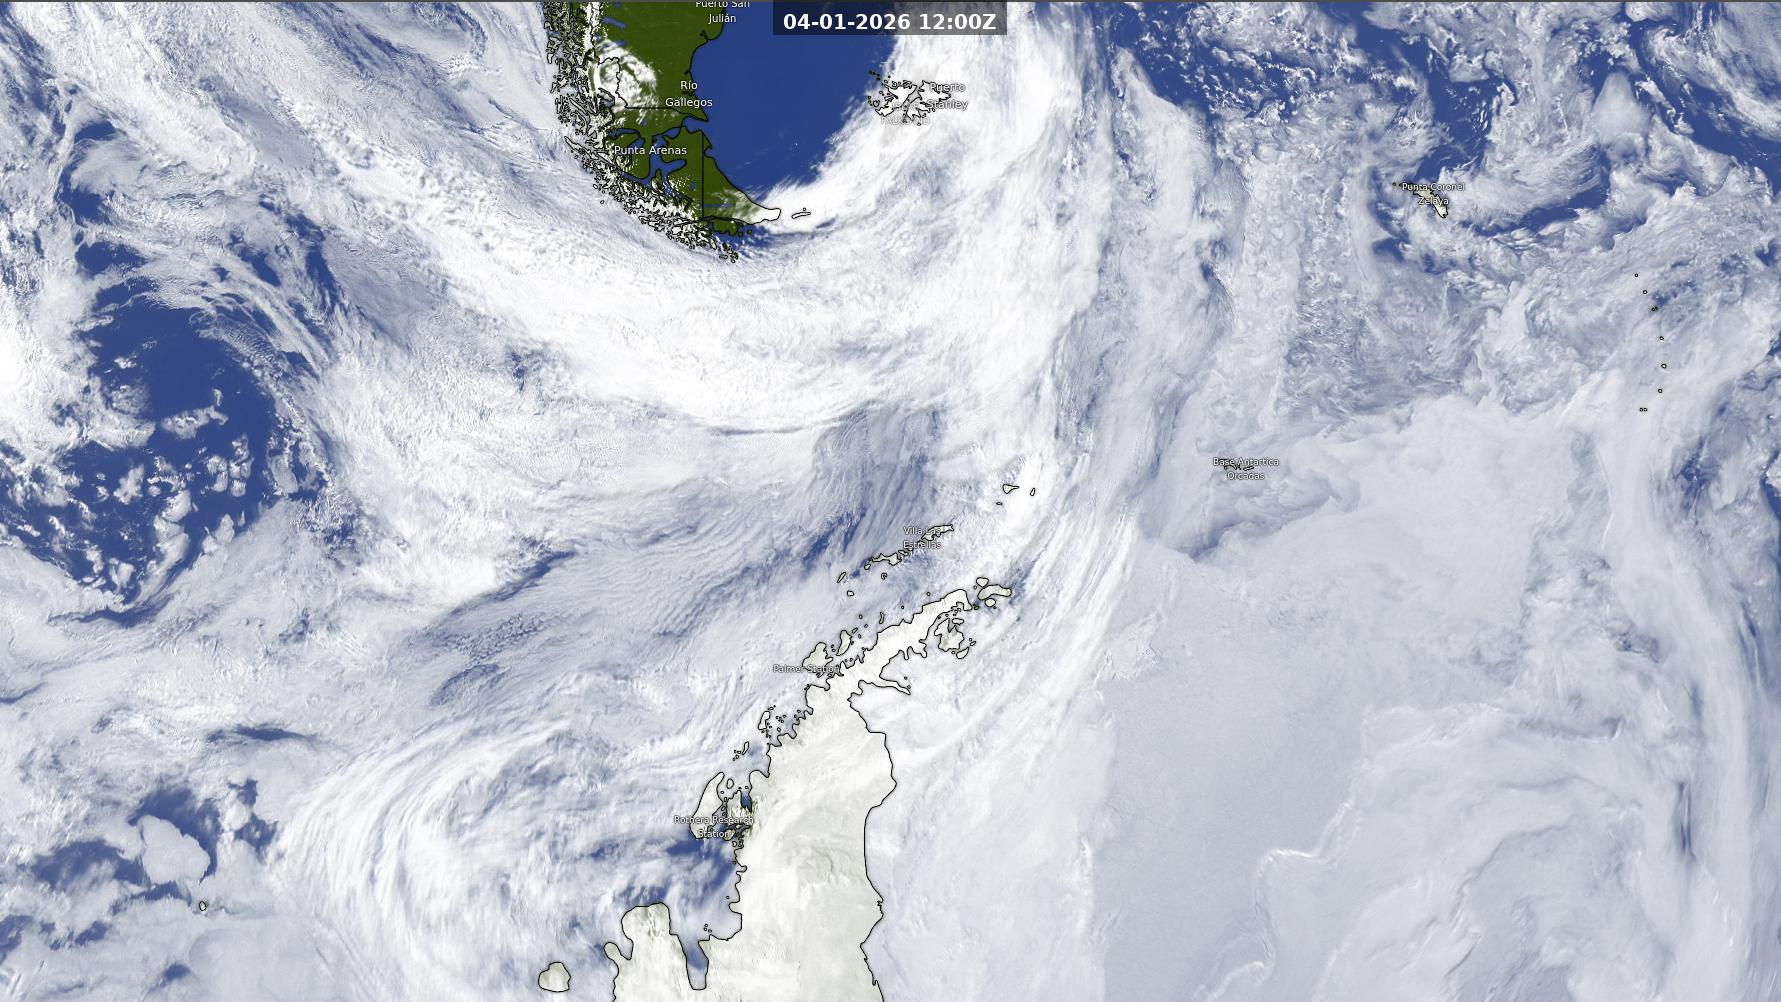 Puerto San
Julián
04-01-2026 12:00Z
Río
Gallegos
Puerto
Stanley
Punta Arenas
Punta Coronel
Zelaya
Base Antartica
Orcadas
Villa Las
Estrellas
Palmer Station
Rothera Research
Station